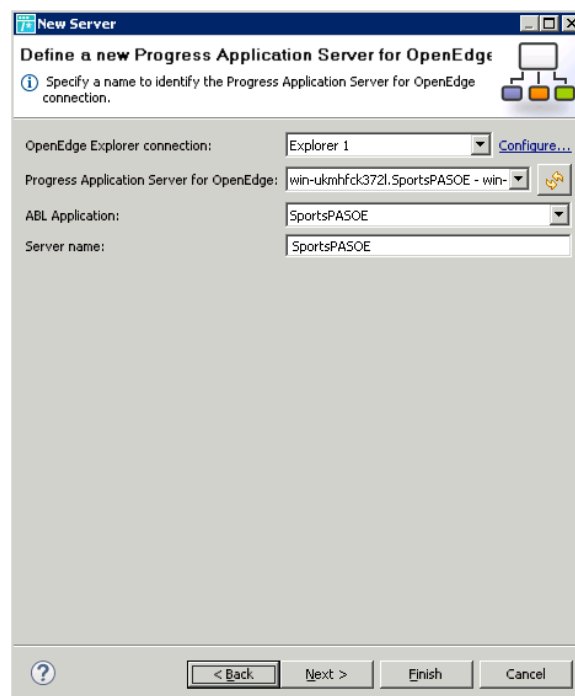 New Server
Define a new Progress Application Server for OpenEdge
Specify a name to identify the Progress Application Server for OpenEdge
connection.
OpenEdge Explorer connection: Explorer 1 Configure...
Progress Application Server for OpenEdge: win-ukmhfck372l.SportsPASOE - win-
ABL Application: SportsPASOE
Server name: SportsPASOE
< Back Next > Finish Cancel